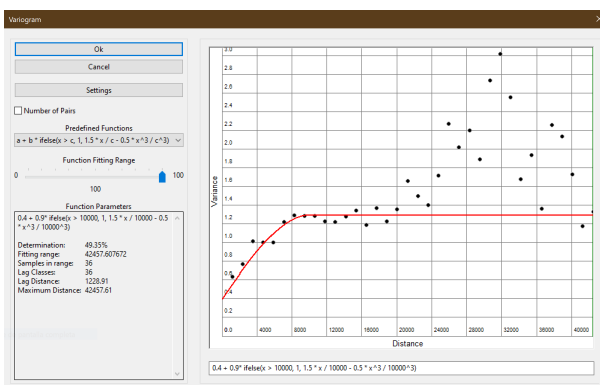 Variogram
Ok
Cancel
Settings
Number of Pairs
Predefined Functions
a + b * ifelse(x > c, 1, 1.5 * x / c - 0.5 * x^3 / c^3)
Function Fitting Range
0 100
100
Function Parameters
0.4 + 0.9* ifelse(x > 10000, 1, 1.5 * x / 10000 - 0.5
* x^3 / 10000^3)
Determination: 49.35%
Fitting range: 42457.607672
Samples in range: 36
Lag Classes: 36
Lag Distance: 1228.91
Maximum Distance: 42457.61
Variance
3.0
2.8
2.6
2.4
2.2
2.0
1.8
1.6
1.4
1.2
1.0
0.8
0.6
0.4
0.2
0.0 4000 8000 12000 16000 20000 24000 28000 32000 36000 40000
Distance
0.4 + 0.9* ifelse(x > 10000, 1, 1.5 * x / 10000 - 0.5 * x^3 / 10000^3)